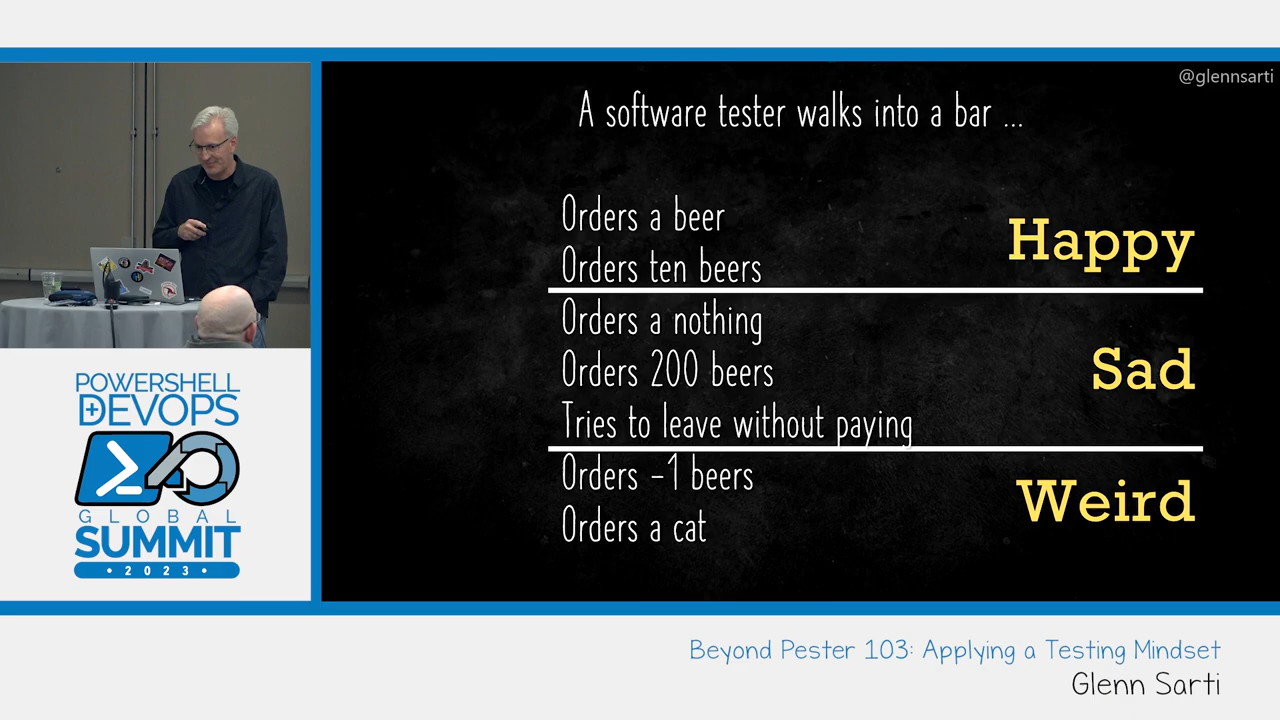 @glennsarti
A software tester walks into a bar ...
Orders a beer
Orders ten beers
Happy
Orders a nothing
Orders 200 beers
Tries to leave without paying
Sad
Orders -1 beers
Orders a cat
Weird
POWERSHELL
+ DEVOPS
GLOBAL
SUMMIT
• 2023 •
Beyond Pester 103: Applying a Testing Mindset
Glenn Sarti